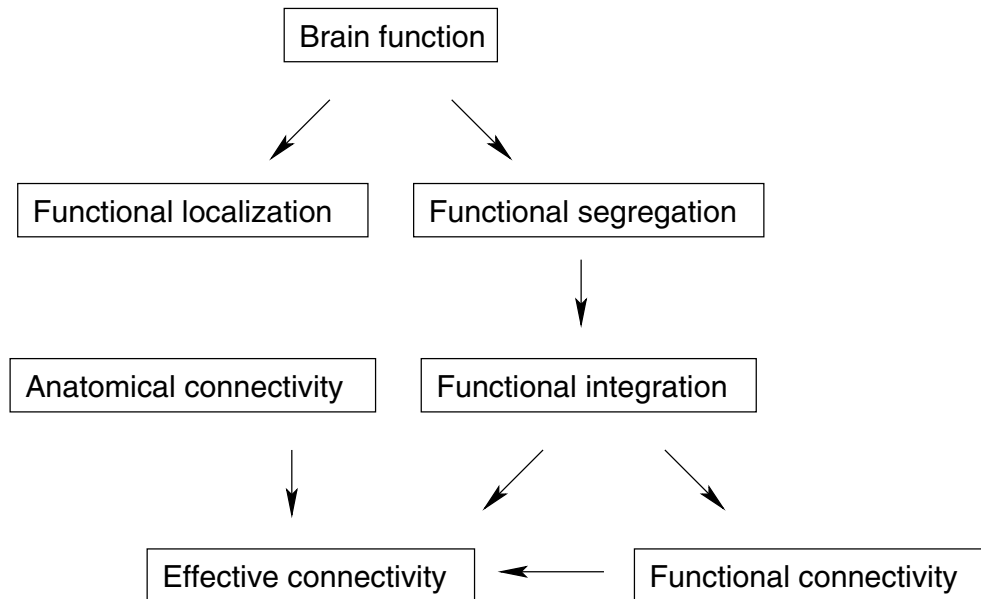 Brain function
Functional localization
Functional segregation
Anatomical connectivity
Functional integration
Effective connectivity
Functional connectivity